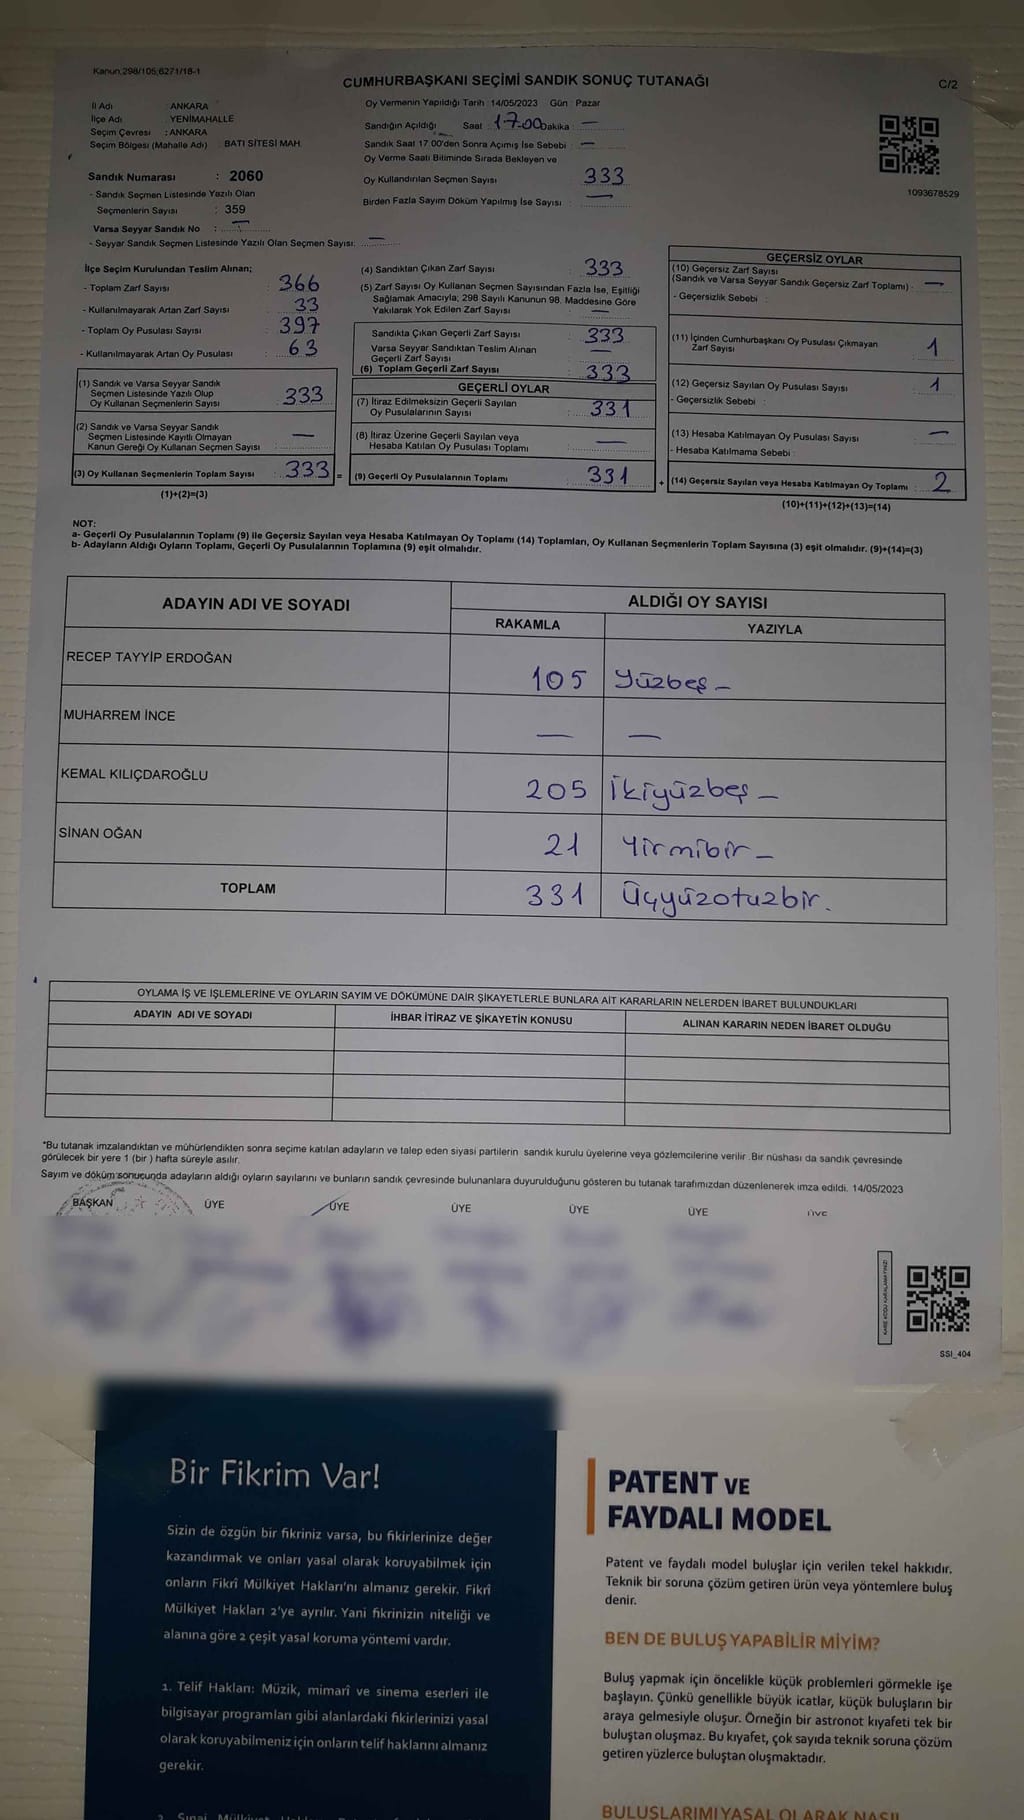 Kanun:298/105;6271/18-1
CUMHURBAŞKANI SEÇİMİ SANDIK SONUÇ TUTANAĞI
C/2
İl Adı : ANKARA
İlçe Adı : YENİMAHALLE
Seçim Çevresi : ANKARA
Seçim Bölgesi (Mahalle Adı) : BATI SİTESİ MAH.
Sandık Numarası : 2060
- Sandık Seçmen Listesinde Yazılı Olan
Seçmenlerin Sayısı : 359
Varsa Seyyar Sandık No : —
- Seyyar Sandık Seçmen Listesinde Yazılı Olan Seçmen Sayısı: —
Oy Vermenin Yapıldığı Tarih : 14/05/2023 Gün : Pazar
Sandığın Açıldığı Saat : 17.00 Dakika : —
Sandık Saat 17.00'den Sonra Açımış İse Sebebi : —
Oy Verme Saati Bitiminde Sırada Bekleyen ve
Oy Kullandırılan Seçmen Sayısı : 333
Birden Fazla Sayım Döküm Yapılmış İse Sayısı : —
1093678529
İlçe Seçim Kurulundan Teslim Alınan;
- Toplam Zarf Sayısı : 366
- Kullanılmayarak Artan Zarf Sayısı : 33
- Toplam Oy Pusulası Sayısı : 397
- Kullanılmayarak Artan Oy Pusulası : 63
(1) Sandık ve Varsa Seyyar Sandık
Seçmen Listesinde Yazılı Olup
Oy Kullanan Seçmenlerin Sayısı : 333
(2) Sandık ve Varsa Seyyar Sandık
Seçmen Listesinde Kayıtlı Olmayan
Kanun Gereği Oy Kullanan Seçmen Sayısı : —
(3) Oy Kullanan Seçmenlerin Toplam Sayısı : 333 =
(1)+(2)=(3)
(4) Sandıktan Çıkan Zarf Sayısı : 333
(5) Zarf Sayısı Oy Kullanan Seçmen Sayısından Fazla İse, Eşitliği
Sağlamak Amacıyla; 298 Sayılı Kanunun 98. Maddesine Göre
Yakılarak Yok Edilen Zarf Sayısı : —
Sandıkta Çıkan Geçerli Zarf Sayısı : 333
Varsa Seyyar Sandıktan Teslim Alınan
Geçerli Zarf Sayısı : —
(6) Toplam Geçerli Zarf Sayısı : 333
GEÇERLİ OYLAR
(7) İtiraz Edilmeksizin Geçerli Sayılan
Oy Pusulalarının Sayısı : 331
(8) İtiraz Üzerine Geçerli Sayılan veya
Hesaba Katılan Oy Pusulası Toplamı : —
(9) Geçerli Oy Pusulalarının Toplamı : 331 +
GEÇERSİZ OYLAR
(10) Geçersiz Zarf Sayısı
(Sandık ve Varsa Seyyar Sandık Geçersiz Zarf Toplamı) : —
- Geçersizlik Sebebi :
(11) İçinden Cumhurbaşkanı Oy Pusulası Çıkmayan
Zarf Sayısı : 1
(12) Geçersiz Sayılan Oy Pusulası Sayısı : 1
- Geçersizlik Sebebi :
(13) Hesaba Katılmayan Oy Pusulası Sayısı : —
- Hesaba Katılmama Sebebi :
(14) Geçersiz Sayılan veya Hesaba Katılmayan Oy Toplamı : 2
(10)+(11)+(12)+(13)=(14)
NOT:
a- Geçerli Oy Pusulalarının Toplamı (9) ile Geçersiz Sayılan veya Hesaba Katılmayan Oy Toplamı (14) Toplamları, Oy Kullanan Seçmenlerin Toplam Sayısına (3) eşit olmalıdır. (9)+(14)=(3)
b- Adayların Aldığı Oyların Toplamı, Geçerli Oy Pusulalarının Toplamına (9) eşit olmalıdır.
ADAYIN ADI VE SOYADI
ALDIĞI OY SAYISI
RAKAMLA YAZIYLA
RECEP TAYYİP ERDOĞAN 105 Yüzbeş –
MUHARREM İNCE — —
KEMAL KILIÇDAROĞLU 205 İkiyüzbeş –
SİNAN OĞAN 21 Yirmibir –
TOPLAM 331 Üçyüzotuzbir.
OYLAMA İŞ VE İŞLEMLERİNE VE OYLARIN SAYIM VE DÖKÜMÜNE DAİR ŞİKAYETLERLE BUNLARA AİT KARARLARIN NELERDEN İBARET BULUNDUKLARI
ADAYIN ADI VE SOYADI İHBAR İTİRAZ VE ŞİKAYETİN KONUSU ALINAN KARARIN NEDEN İBARET OLDUĞU
*Bu tutanak imzalandıktan ve mühürlendikten sonra seçime katılan adayların ve talep eden siyasi partilerin sandık kurulu üyelerine veya gözlemcilerine verilir. Bir nüshası da sandık çevresinde
görülecek bir yere 1 (bir ) hafta süreyle asılır.
Sayım ve döküm sonucunda adayların aldığı oyların sayılarını ve bunların sandık çevresinde bulunanlara duyurulduğunu gösteren bu tutanak tarafımızdan düzenlenerek imza edildi. 14/05/2023
BAŞKAN ÜYE ÜYE ÜYE ÜYE ÜYE ÜYE
KARE KODU KARALAMAYINIZ!
SSI_404
Bir Fikrim Var!
Sizin de özgün bir fikriniz varsa, bu fikirlerinize değer
kazandırmak ve onları yasal olarak koruyabilmek için
onların Fikrî Mülkiyet Hakları'nı almanız gerekir. Fikrî
Mülkiyet Hakları 2'ye ayrılır. Yani fikrinizin niteliği ve
alanına göre 2 çeşit yasal koruma yöntemi vardır.
1. Telif Hakları: Müzik, mimarî ve sinema eserleri ile
bilgisayar programları gibi alanlardaki fikirlerinizi yasal
olarak koruyabilmeniz için onların telif haklarını almanız
gerekir.
PATENT VE
FAYDALI MODEL
Patent ve faydalı model buluşlar için verilen tekel hakkıdır.
Teknik bir soruna çözüm getiren ürün veya yöntemlere buluş
denir.
BEN DE BULUŞ YAPABİLİR MİYİM?
Buluş yapmak için öncelikle küçük problemleri görmekle işe
başlayın. Çünkü genellikle büyük icatlar, küçük buluşların bir
araya gelmesiyle oluşur. Örneğin bir astronot kıyafeti tek bir
buluştan oluşmaz. Bu kıyafet, çok sayıda teknik soruna çözüm
getiren yüzlerce buluştan oluşmaktadır.
BULUŞLARIMI YASAL OLARAK NASIL